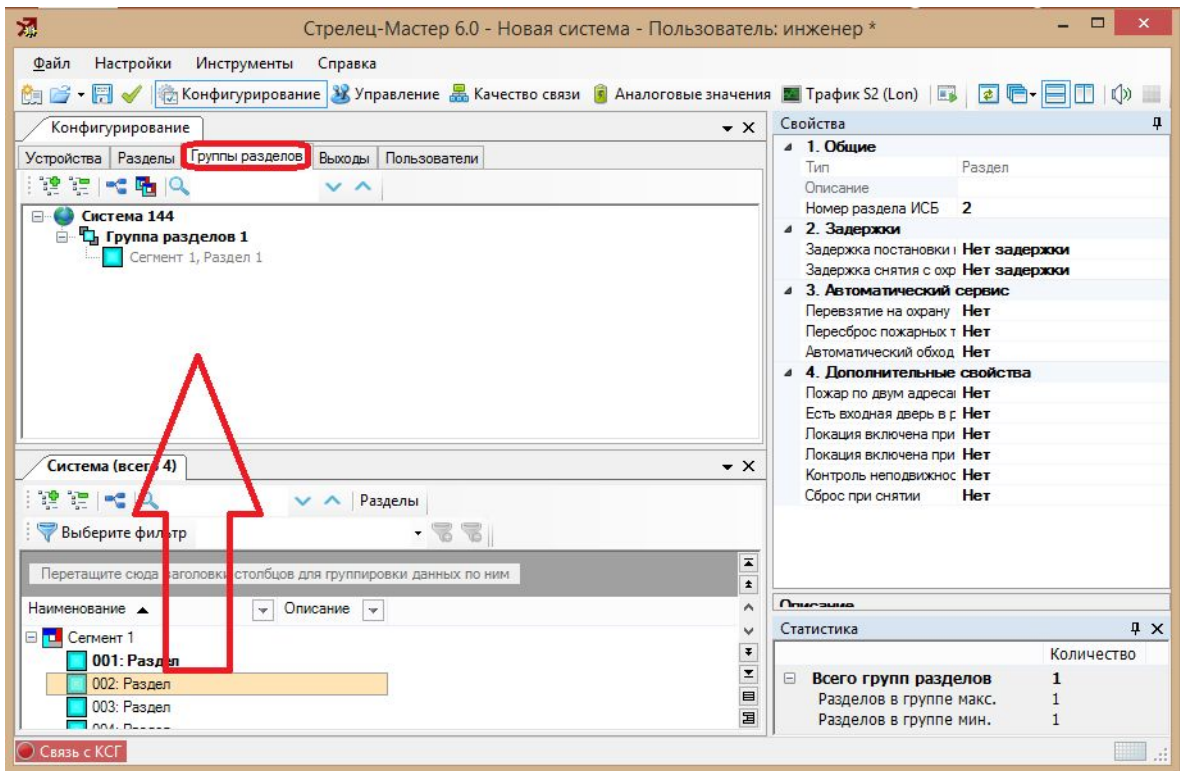 Стрелец-Мастер 6.0 - Новая система - Пользователь: инженер *
Файл Настройки Инструменты Справка
Конфигурирование Управление Качество связи Аналоговые значения Трафик S2 (Lon)
Конфигурирование
Устройства Разделы Группы разделов Выходы Пользователи
Система 144
Группа разделов 1
Сегмент 1, Раздел 1
Система (всего 4)
Разделы
Выберите фильтр
Перетащите сюда заголовки столбцов для группировки данных по ним
Наименование Описание
Сегмент 1
001: Раздел
002: Раздел
003: Раздел
Связь с КСГ
Свойства
1. Общие
Тип Раздел
Описание
Номер раздела ИСБ 2
2. Задержки
Задержка постановки Нет задержки
Задержка снятия с охр Нет задержки
3. Автоматический сервис
Перевзятие на охрану Нет
Пересброс пожарных т Нет
Автоматический обход Нет
4. Дополнительные свойства
Пожар по двум адреса Нет
Есть входная дверь в р Нет
Локация включена при Нет
Локация включена при Нет
Контроль неподвижнос Нет
Сброс при снятии Нет
Описание
Статистика
Количество
Всего групп разделов 1
Разделов в группе макс. 1
Разделов в группе мин. 1